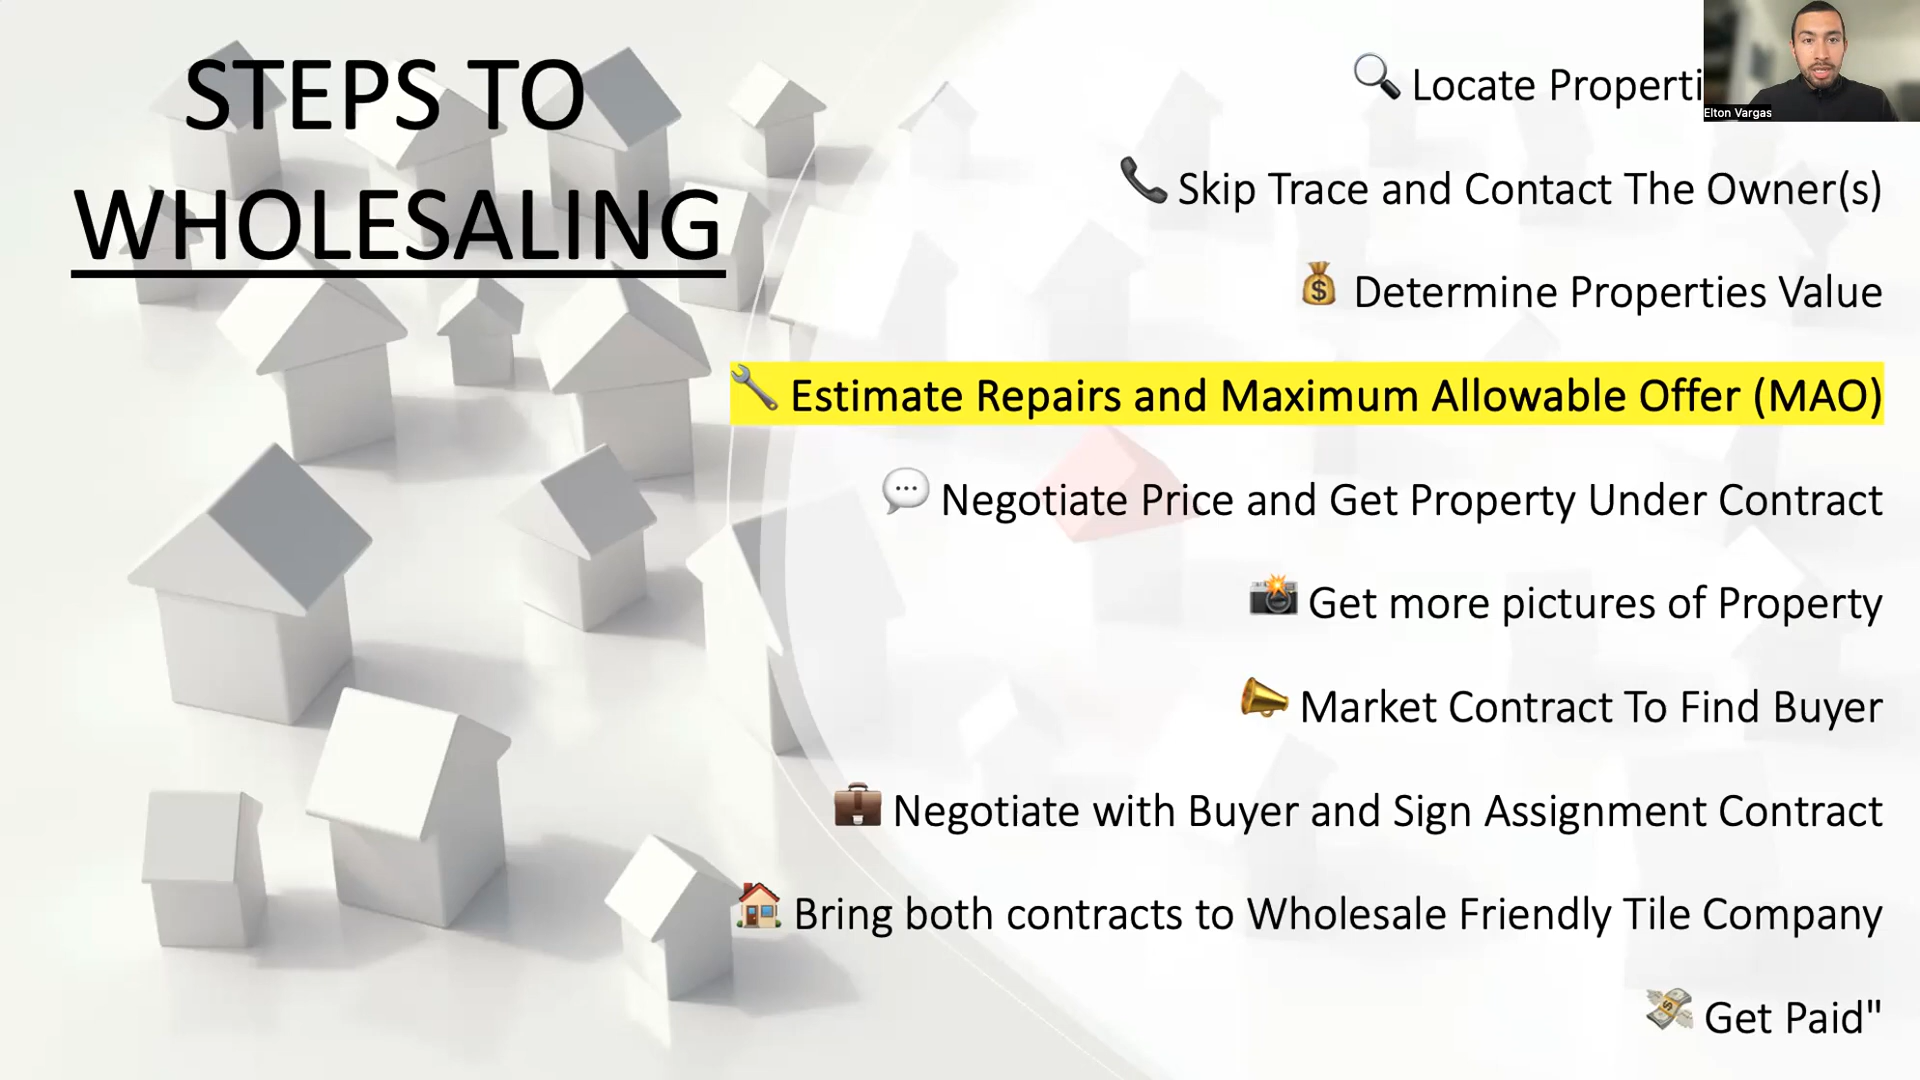 STEPS TO
WHOLESALING
🔍 Locate Properti
Elton Vargas
📞 Skip Trace and Contact The Owner(s)
💰 Determine Properties Value
🔧 Estimate Repairs and Maximum Allowable Offer (MAO)
💬 Negotiate Price and Get Property Under Contract
📸 Get more pictures of Property
📣 Market Contract To Find Buyer
💼 Negotiate with Buyer and Sign Assignment Contract
🏠 Bring both contracts to Wholesale Friendly Tile Company
💸 Get Paid"